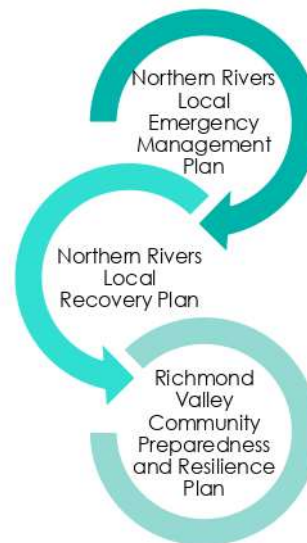 Northern Rivers
Local
Emergency
Management
Plan
Northern Rivers
Local
Recovery Plan
Richmond
Valley
Community
Preparedness
and Resilience
Plan